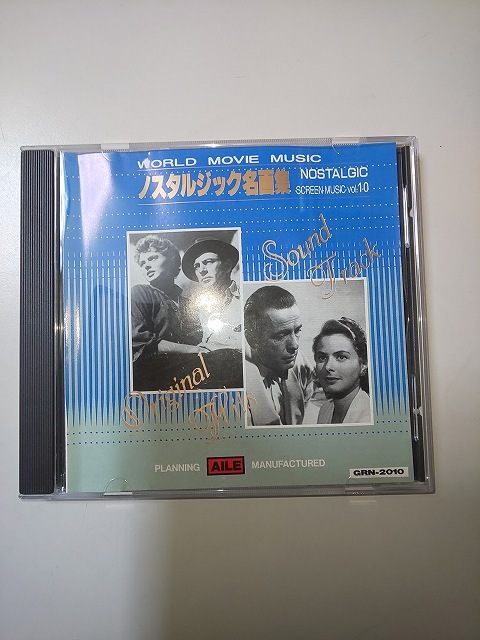 WORLD MOVIE MUSIC
ノスタルジック名画集
NOSTALGIC
SCREEN・MUSIC・vol.10
Sound
Track
Original
Hits
PLANNING AILE MANUFACTURED
GRN-2010